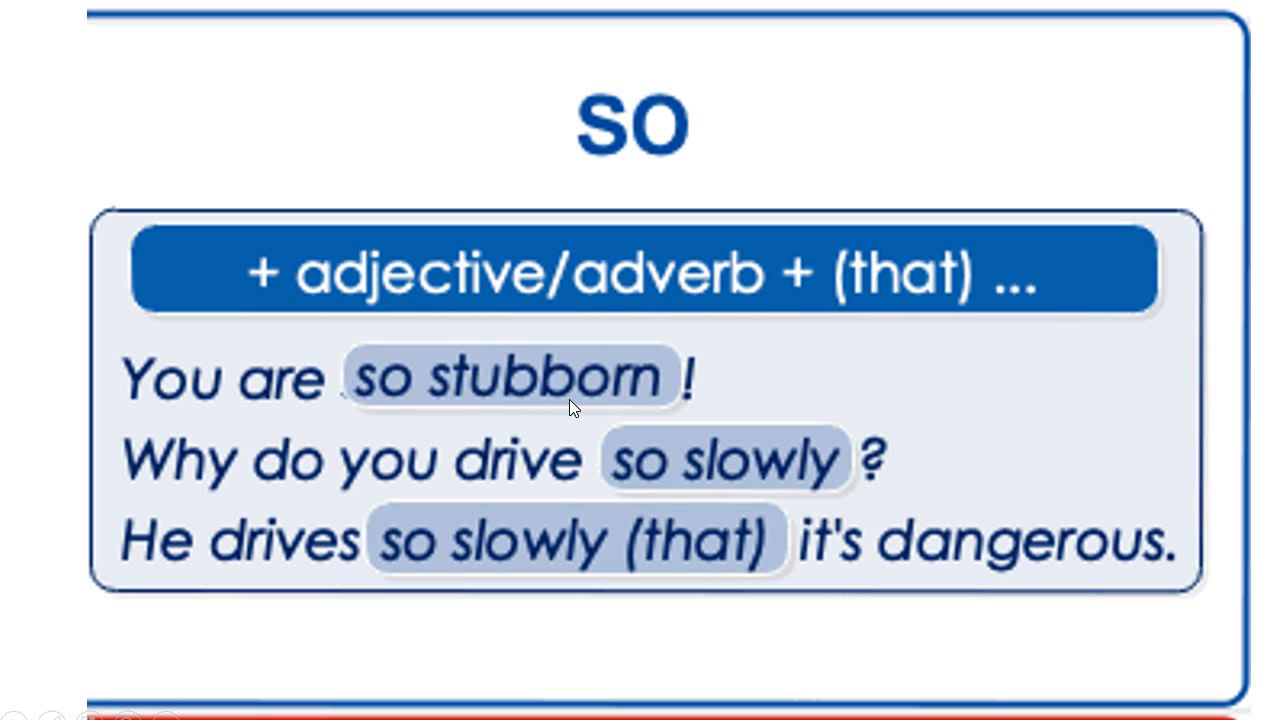 SO
+ adjective/adverb + (that) ...
You are so stubborn !
Why do you drive so slowly ?
He drives so slowly (that) it's dangerous.